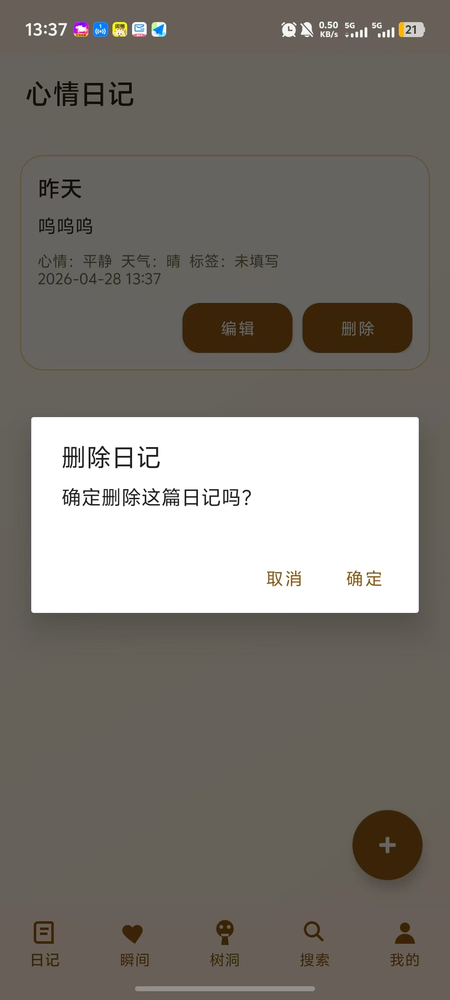 13:37
0.50
KB/s
5G
5G
21
心情日记
昨天
呜呜呜
心情：平静  天气：晴  标签：未填写
2026-04-28 13:37
编辑
删除
删除日记
确定删除这篇日记吗？
取消
确定
日记
瞬间
树洞
搜索
我的